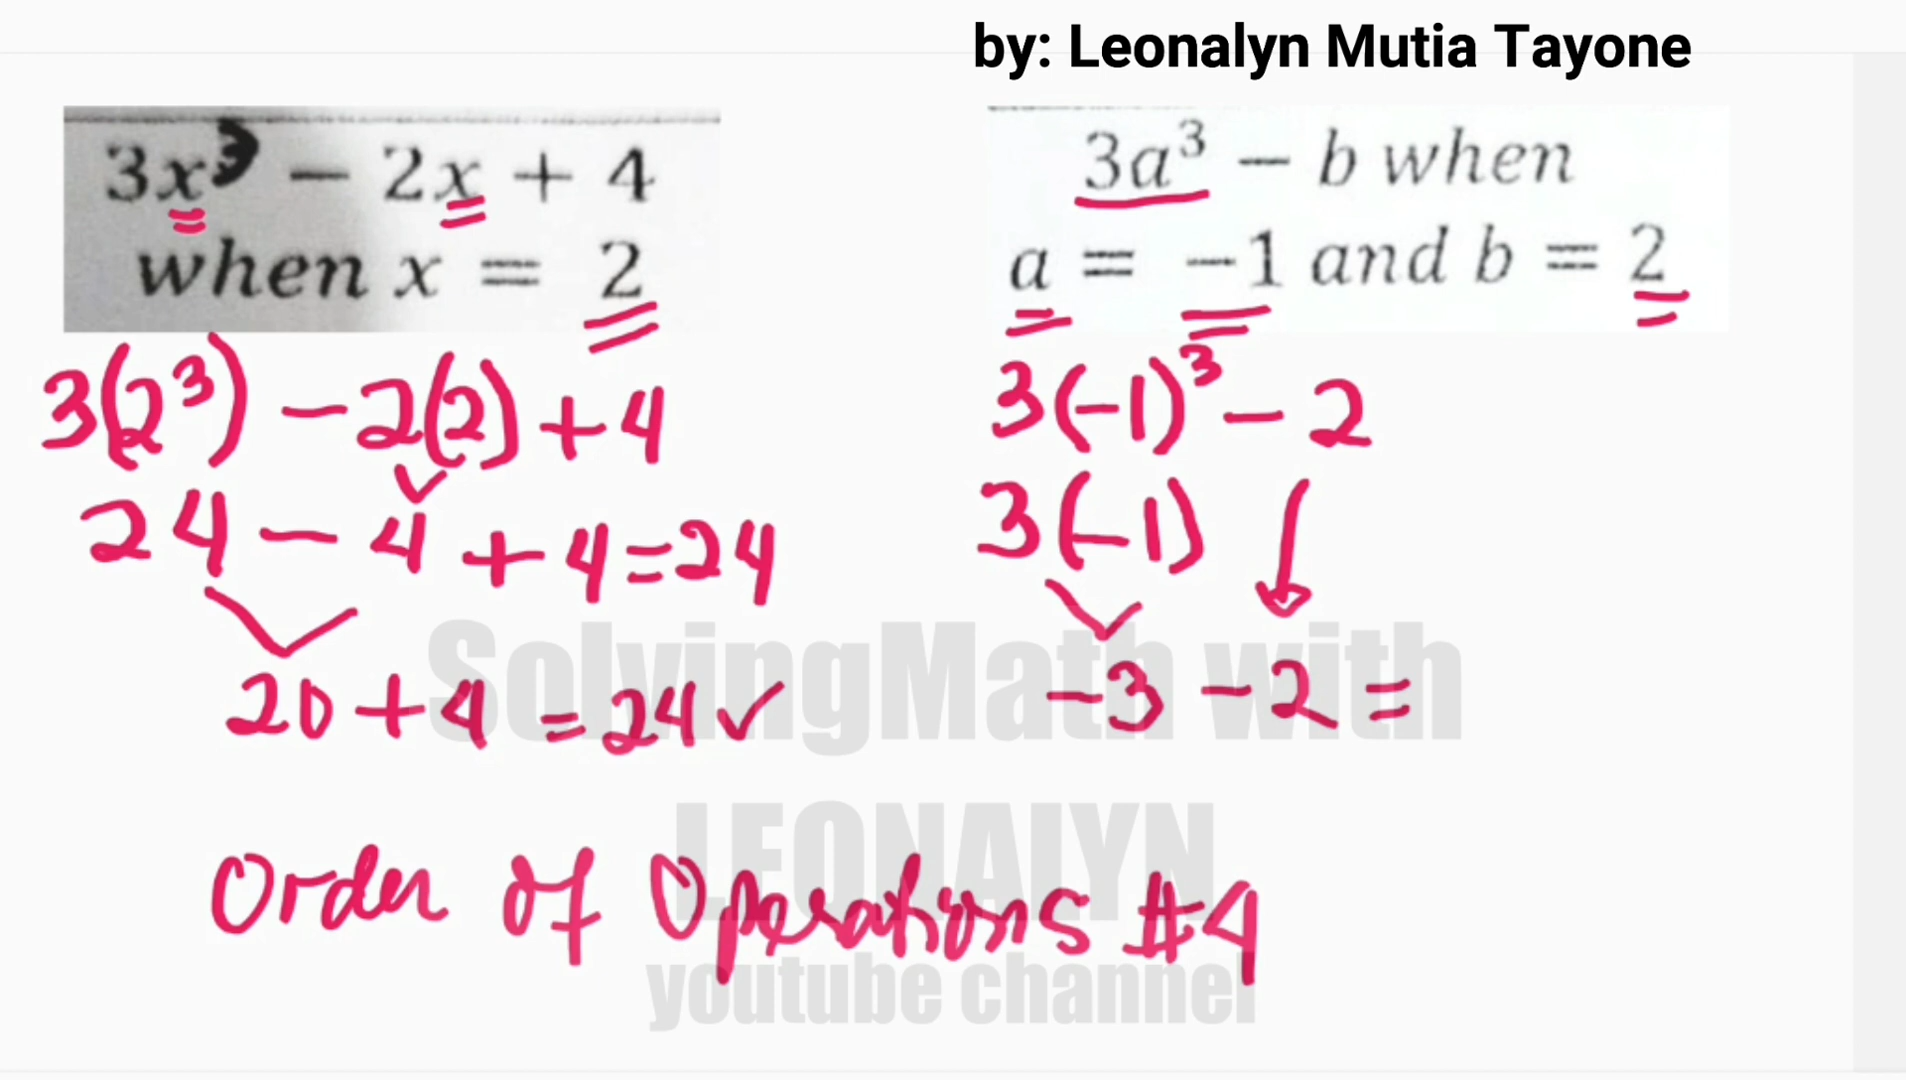 by: Leonalyn Mutia Tayone
3x³ − 2x + 4
when x = 2
3(2³) − 2(2) + 4
24 − 4 + 4 = 24
20 + 4 = 24 ✓
3a³ − b when
a = −1 and b = 2
3(−1)³ − 2
3(−1)
−3 − 2 =
SolvingMath with
LEONALYN
youtube channel
Order of Operations #4